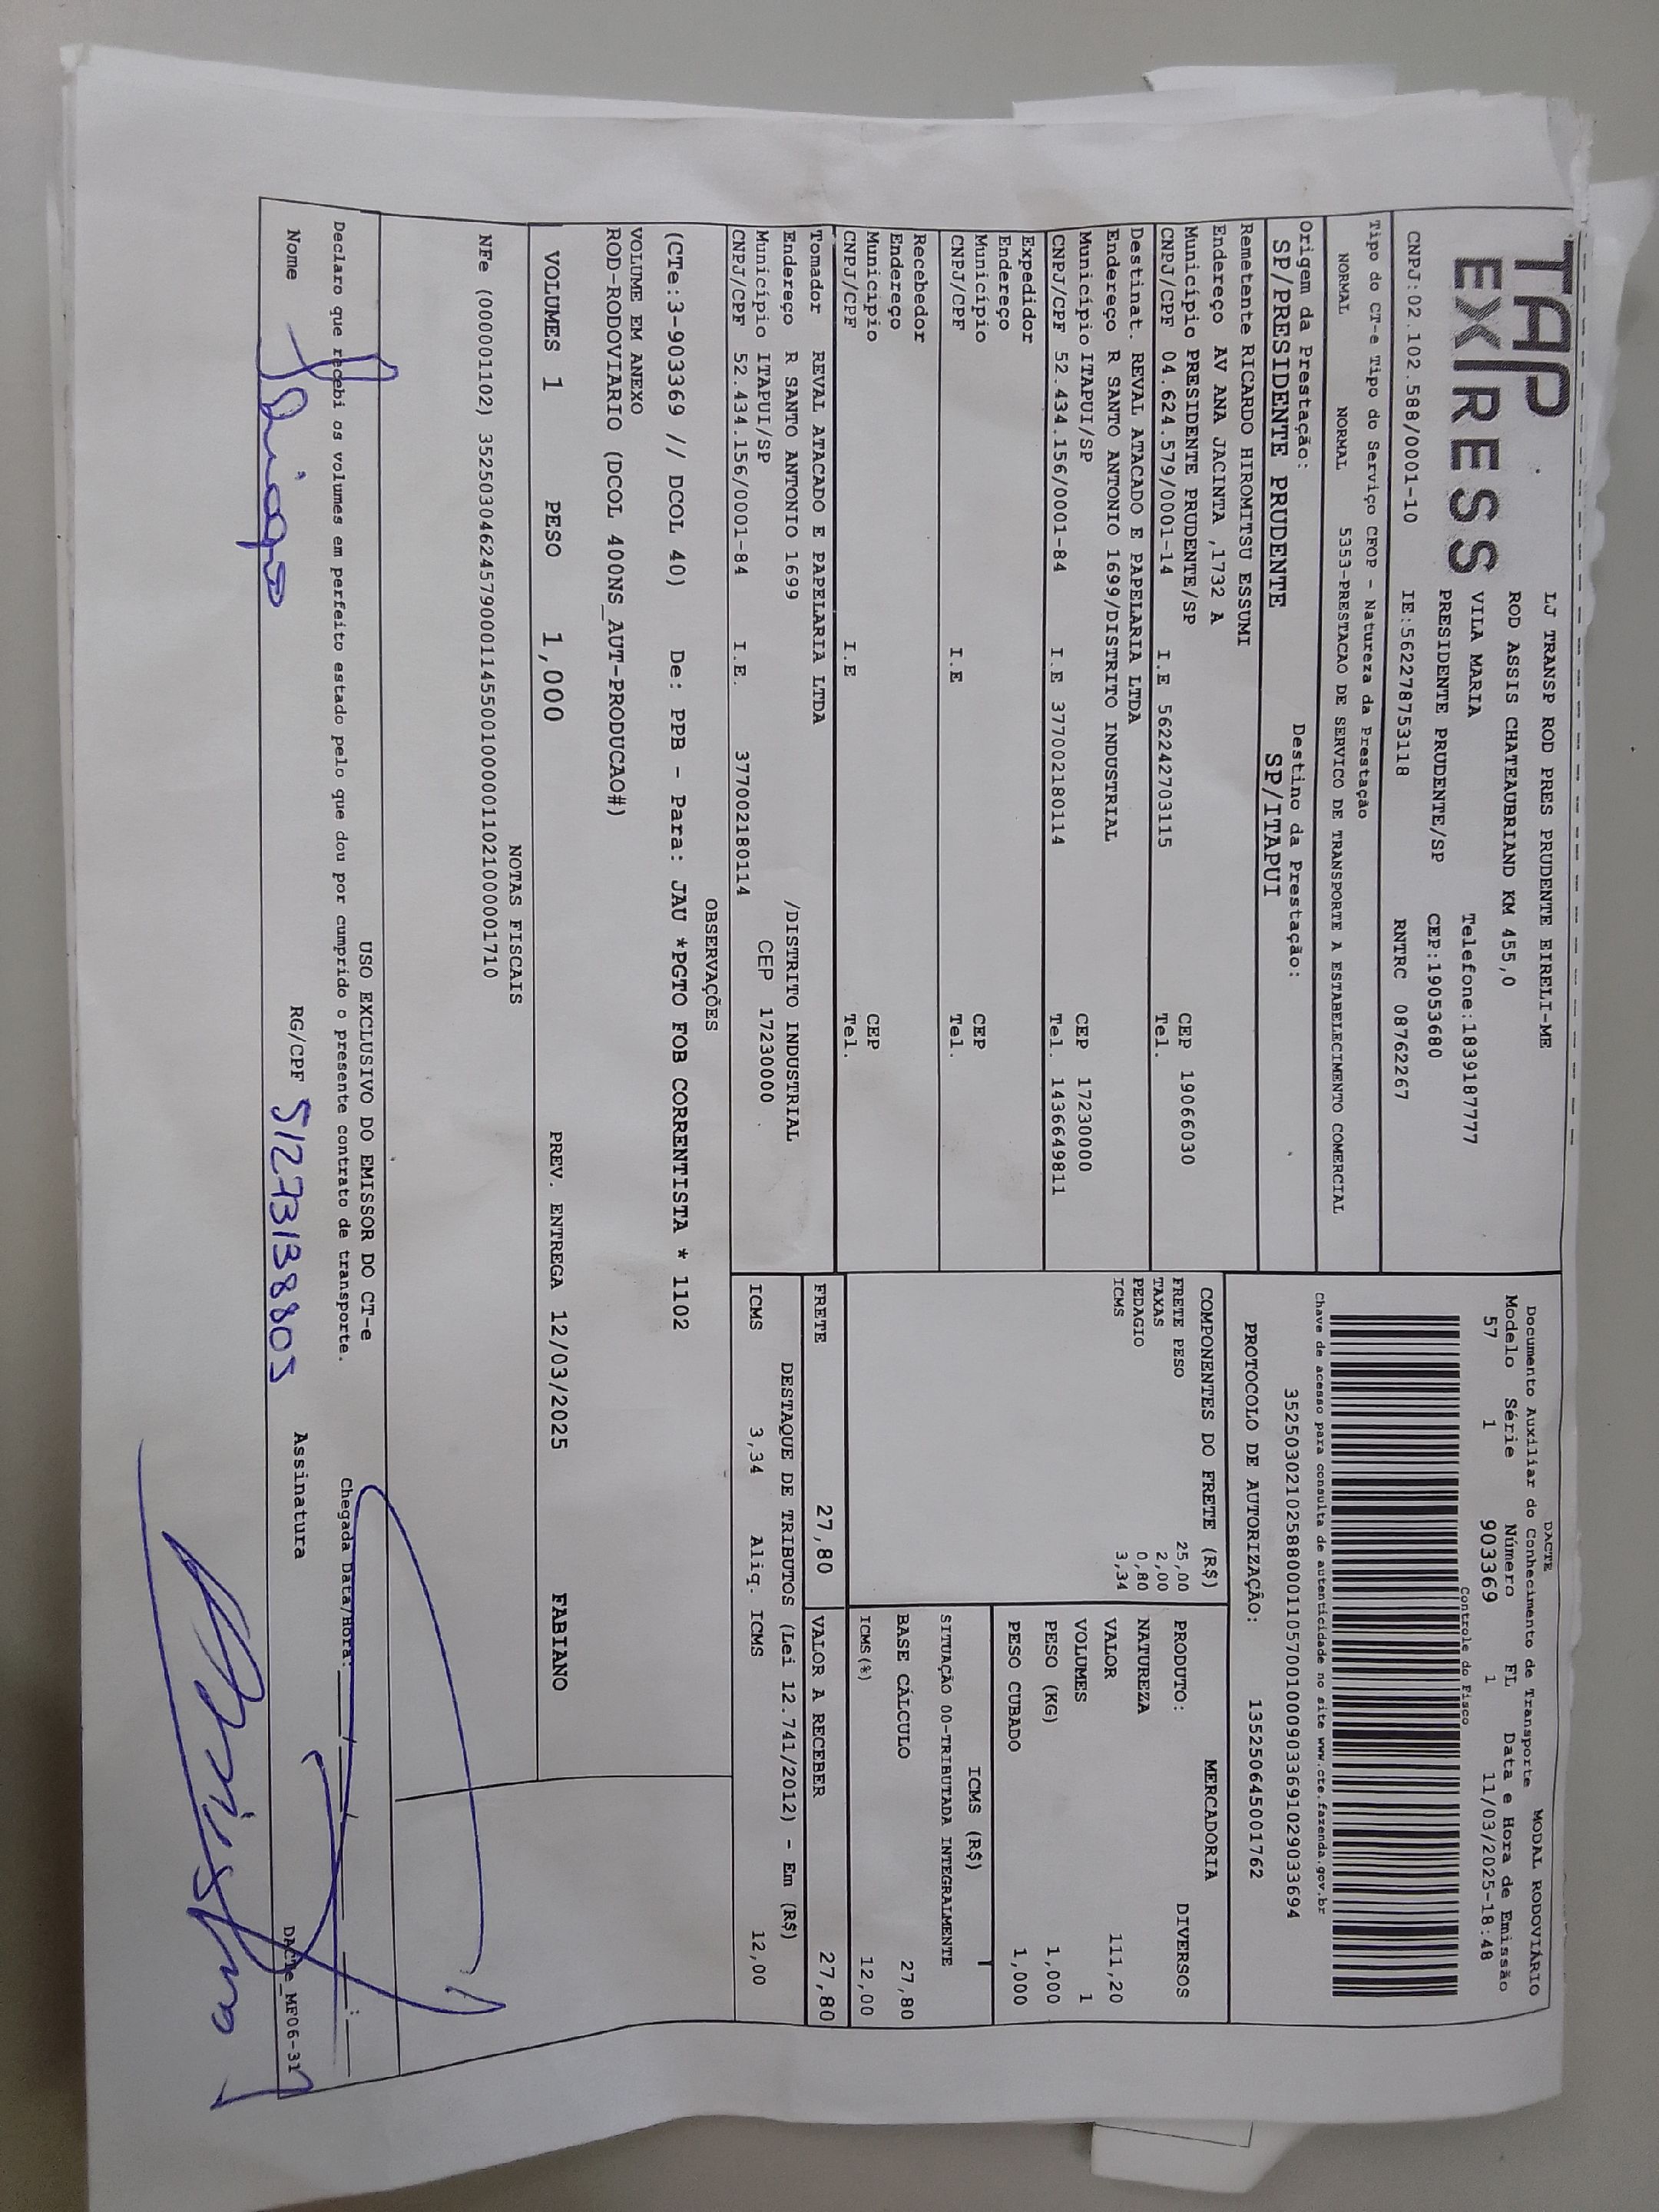 TAP EXPRESS
LJ TRANSP ROD PRES PRUDENTE EIRELI-ME
ROD ASSIS CHATEAUBRIAND KM 455,0
VILA MARIA Telefone:1839187777
PRESIDENTE PRUDENTE/SP CEP:19053680
CNPJ:02.102.588/0001-10 IE:562278753118 RNTRC 08762267
Tipo do CT-e Tipo do Serviço CFOP - Natureza da Prestação
NORMAL NORMAL 5353-PRESTACAO DE SERVICO DE TRANSPORTE A ESTABELECIMENTO COMERCIAL
Origem da Prestação: Destino da Prestação:
SP/PRESIDENTE PRUDENTE SP/ITAPUI
Remetente RICARDO HIROMITSU ESSUMI
Endereço AV ANA JACINTA ,1732 A
Município PRESIDENTE PRUDENTE/SP CEP 19066030
CNPJ/CPF 04.624.579/0001-14 I.E 562242703115 Tel.
Destinat. REVAL ATACADO E PAPELARIA LTDA
Endereço R SANTO ANTONIO 1699/DISTRITO INDUSTRIAL
Município ITAPUI/SP CEP 17230000
CNPJ/CPF 52.434.156/0001-84 I.E 377002180114 Tel. 1436649811
Expedidor
Endereço
Município CEP
CNPJ/CPF I.E Tel.
Recebedor
Endereço
Município CEP
CNPJ/CPF I.E Tel.
Tomador REVAL ATACADO E PAPELARIA LTDA
Endereço R SANTO ANTONIO 1699 /DISTRITO INDUSTRIAL
Município ITAPUI/SP CEP 17230000
CNPJ/CPF 52.434.156/0001-84 I.E. 377002180114
DACTE MODAL RODOVIÁRIO
Documento Auxiliar do Conhecimento de Transporte
Modelo Série Número FL Data e Hora de Emissão
57 1 903369 1 11/03/2025-18:48
Controle do Fisco
Chave de acesso para consulta de autenticidade no site www.cte.fazenda.gov.br
35250302102588000110570010009033691029033694
PROTOCOLO DE AUTORIZAÇÃO: 135250645001762
COMPONENTES DO FRETE (R$)
FRETE PESO 25,00
TAXAS 2,00
PEDAGIO 0,80
ICMS 3,34
MERCADORIA
PRODUTO: DIVERSOS
NATUREZA
VALOR 111,20
VOLUMES 1
PESO (KG) 1,000
PESO CUBADO 1,000
ICMS (R$)
SITUAÇÃO 00-TRIBUTADA INTEGRALMENTE
BASE CÁLCULO 27,80
ICMS(%) 12,00
FRETE 27,80 VALOR A RECEBER 27,80
DESTAQUE DE TRIBUTOS (Lei 12.741/2012) - Em (R$)
ICMS 3,34 Aliq. ICMS 12,00
OBSERVAÇÕES
(CTe:3-903369 // DCOL 40) De: PPB - Para: JAU *PGTO FOB CORRENTISTA * 1102
VOLUME EM ANEXO
ROD-RODOVIARIO (DCOL 400NS_AUT-PRODUCAO#)
VOLUMES 1 PESO 1,000 PREV. ENTREGA 12/03/2025 FABIANO
NOTAS FISCAIS
NFe (000001102) 35250304624579000114550010000011021000001710
USO EXCLUSIVO DO EMISSOR DO CT-e
Declaro que recebi os volumes em perfeito estado pelo que dou por cumprido o presente contrato de transporte. Chegada Data/Hora: ___/___/___ ___:___
Nome RG/CPF 512731388 Assinatura
DACTe_MF06-31